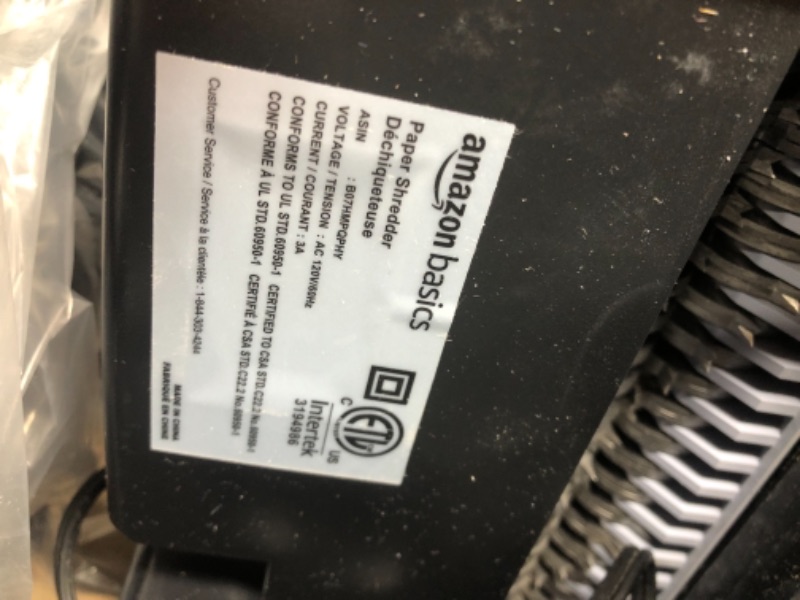 amazon basics
Paper Shredder
Déchiqueteuse
ASIN : B07HMPQPHY
VOLTAGE / TENSION : AC 120V/60Hz
CURRENT / COURANT : 3A
CONFORMS TO UL STD.60950-1 CERTIFIED TO CSA STD.C22.2 No.60950-1
CONFORME À UL STD.60950-1 CERTIFIÉ À CSA STD.C22.2 No.60950-1
Customer Service / Service à la clientèle : 1-844-303-4244
ETL
C US
Intertek
3194986
MADE IN CHINA
FABRIQUÉ EN CHINE